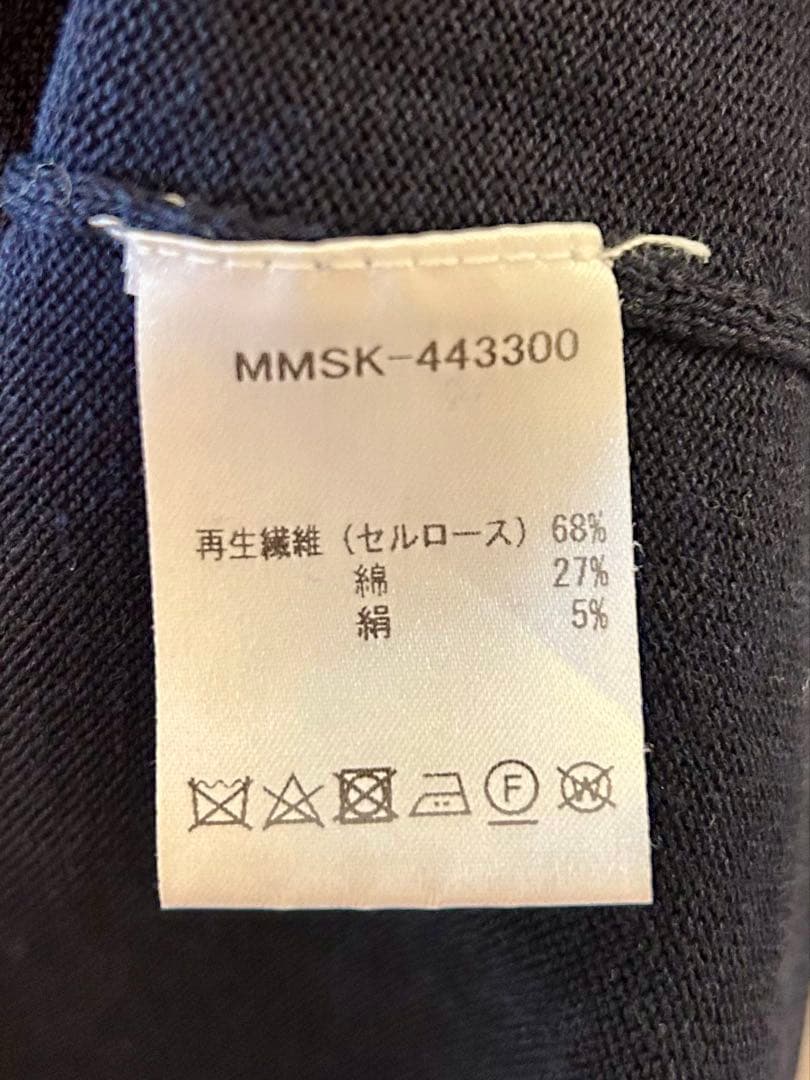 MMSK-443300
再生繊維（セルロース）68%
綿 27%
絹 5%
F
W